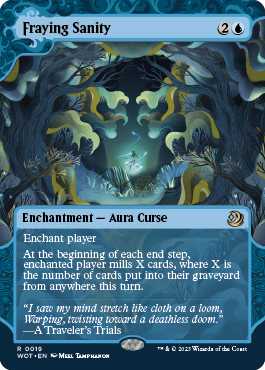 Fraying Sanity 2
Enchantment — Aura Curse
Enchant player
At the beginning of each end step,
enchanted player mills X cards, where X is
the number of cards put into their graveyard
from anywhere this turn.
“I saw my mind stretch like cloth on a loom,
Warping, twisting toward a deathless doom.”
—A Traveler’s Trials
R 0019
WOT • EN Meel Tamphanon
™ & © 2023 Wizards of the Coast